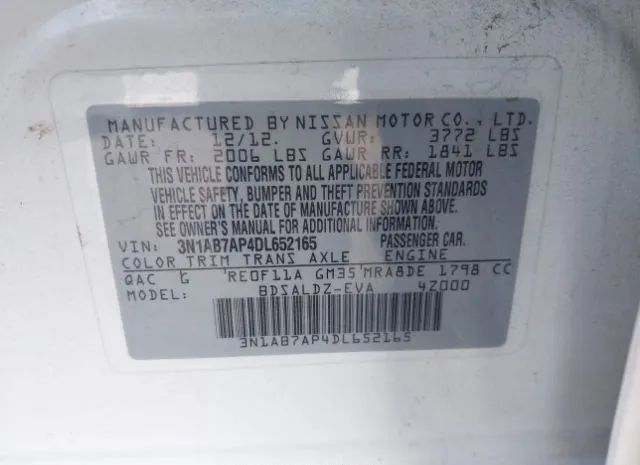 MANUFACTURED BY NISSAN MOTOR CO., LTD.
DATE: 12/12. GVWR: 3772 LBS
GAWR FR: 2006 LBS GAWR RR: 1841 LBS
THIS VEHICLE CONFORMS TO ALL APPLICABLE FEDERAL MOTOR
VEHICLE SAFETY, BUMPER AND THEFT PREVENTION STANDARDS
IN EFFECT ON THE DATE OF MANUFACTURE SHOWN ABOVE.
SEE OWNER'S MANUAL FOR ADDITIONAL INFORMATION.
VIN: 3N1AB7AP4DL652165 PASSENGER CAR.
COLOR TRIM TRANS AXLE ENGINE
QAC G RE0F11A GM35 MRA8DE 1798 CC
MODEL: BDSALDZ-EVA 4Z000
3N1AB7AP4DL652165